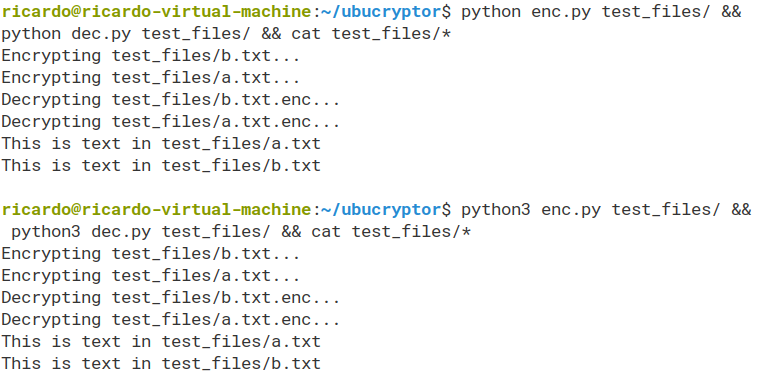 ricardo@ricardo-virtual-machine:~/ubucryptor$ python enc.py test_files/ &&
python dec.py test_files/ && cat test_files/*
Encrypting test_files/b.txt...
Encrypting test_files/a.txt...
Decrypting test_files/b.txt.enc...
Decrypting test_files/a.txt.enc...
This is text in test_files/a.txt
This is text in test_files/b.txt

ricardo@ricardo-virtual-machine:~/ubucryptor$ python3 enc.py test_files/ &&
 python3 dec.py test_files/ && cat test_files/*
Encrypting test_files/b.txt...
Encrypting test_files/a.txt...
Decrypting test_files/b.txt.enc...
Decrypting test_files/a.txt.enc...
This is text in test_files/a.txt
This is text in test_files/b.txt